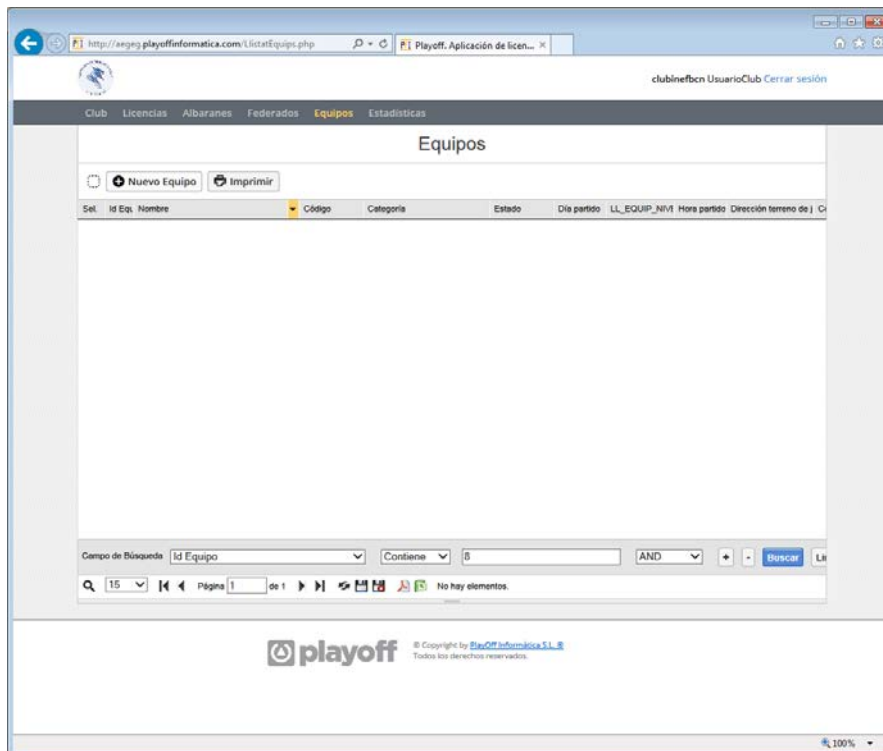 http://aegeg.playoffinformatica.com/LlistatEquips.php
Playoff. Aplicación de licen...
clubinefbcn UsuarioClub Cerrar sesión
Club Licencias Albaranes Federados Equipos Estadísticas
Equipos
Nuevo Equipo Imprimir
Sel. Id Equ Nombre Código Categoría Estado Día partido LL_EQUIP_NIVE Hora partido Dirección terreno de j
Campo de Búsqueda Id Equipo Contiene 8 AND + - Buscar
15 Página 1 de 1 No hay elementos.
playoff
© Copyright by PlayOff Informática S.L. ®
Todos los derechos reservados.
100%